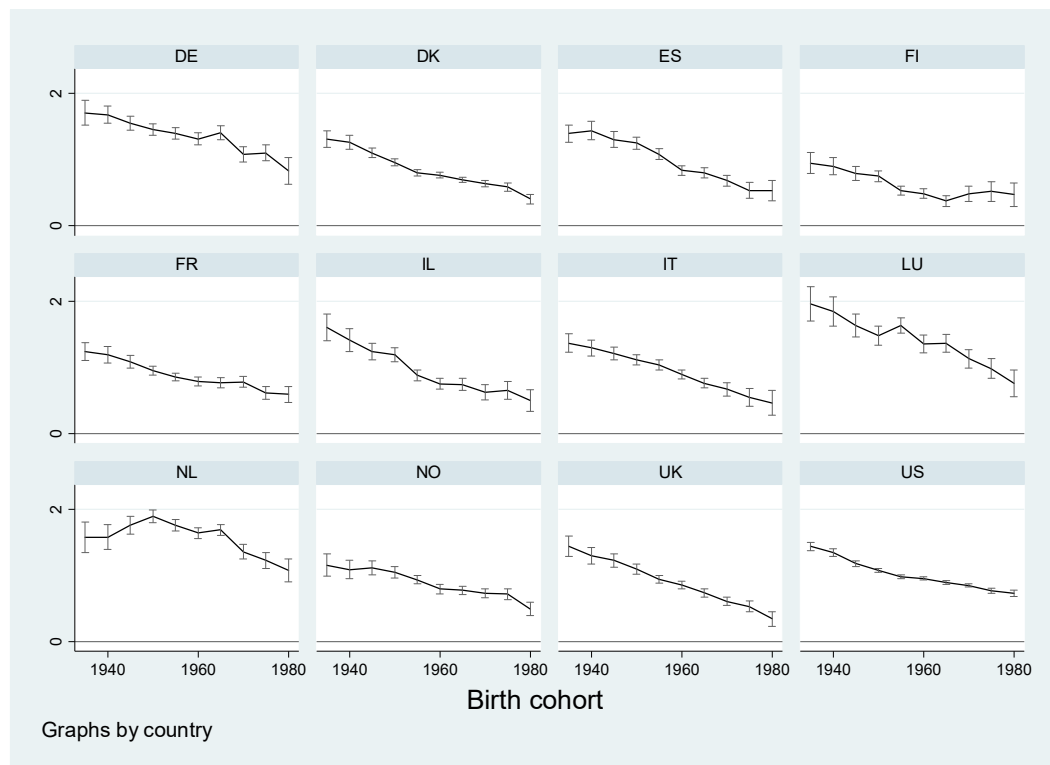 DE DK ES FI
2
0
FR IL IT LU
2
0
NL NO UK US
2
0
1940 1960 1980 1940 1960 1980 1940 1960 1980 1940 1960 1980
Birth cohort
Graphs by country